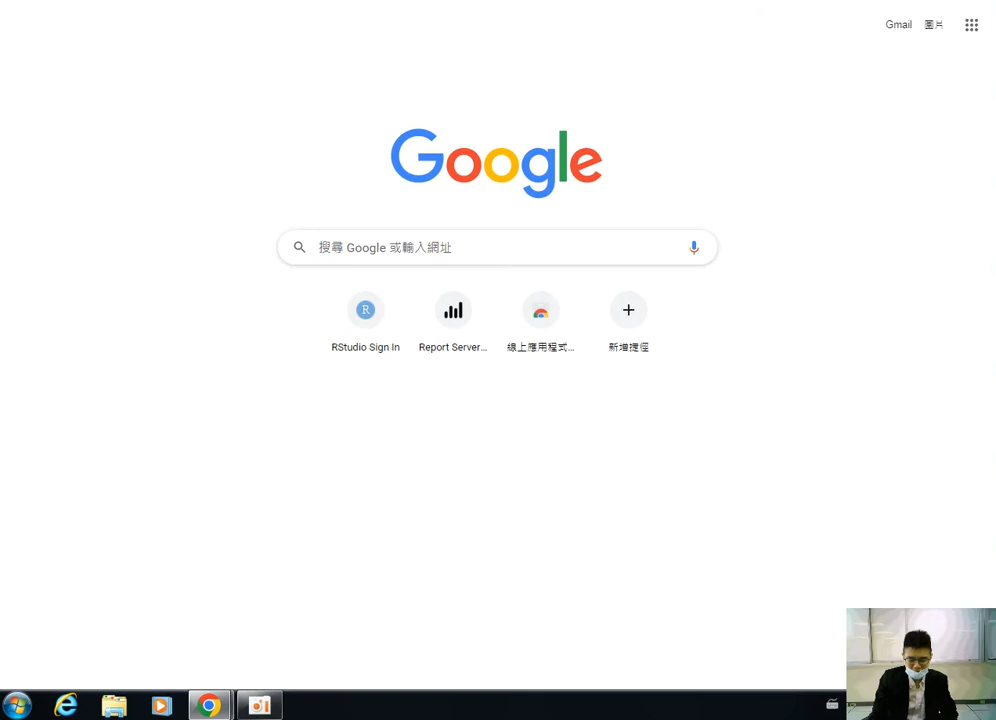 Gmail 圖片
Google
搜尋 Google 或輸入網址
R
RStudio Sign In
Report Server...
線上應用程式...
新增捷徑